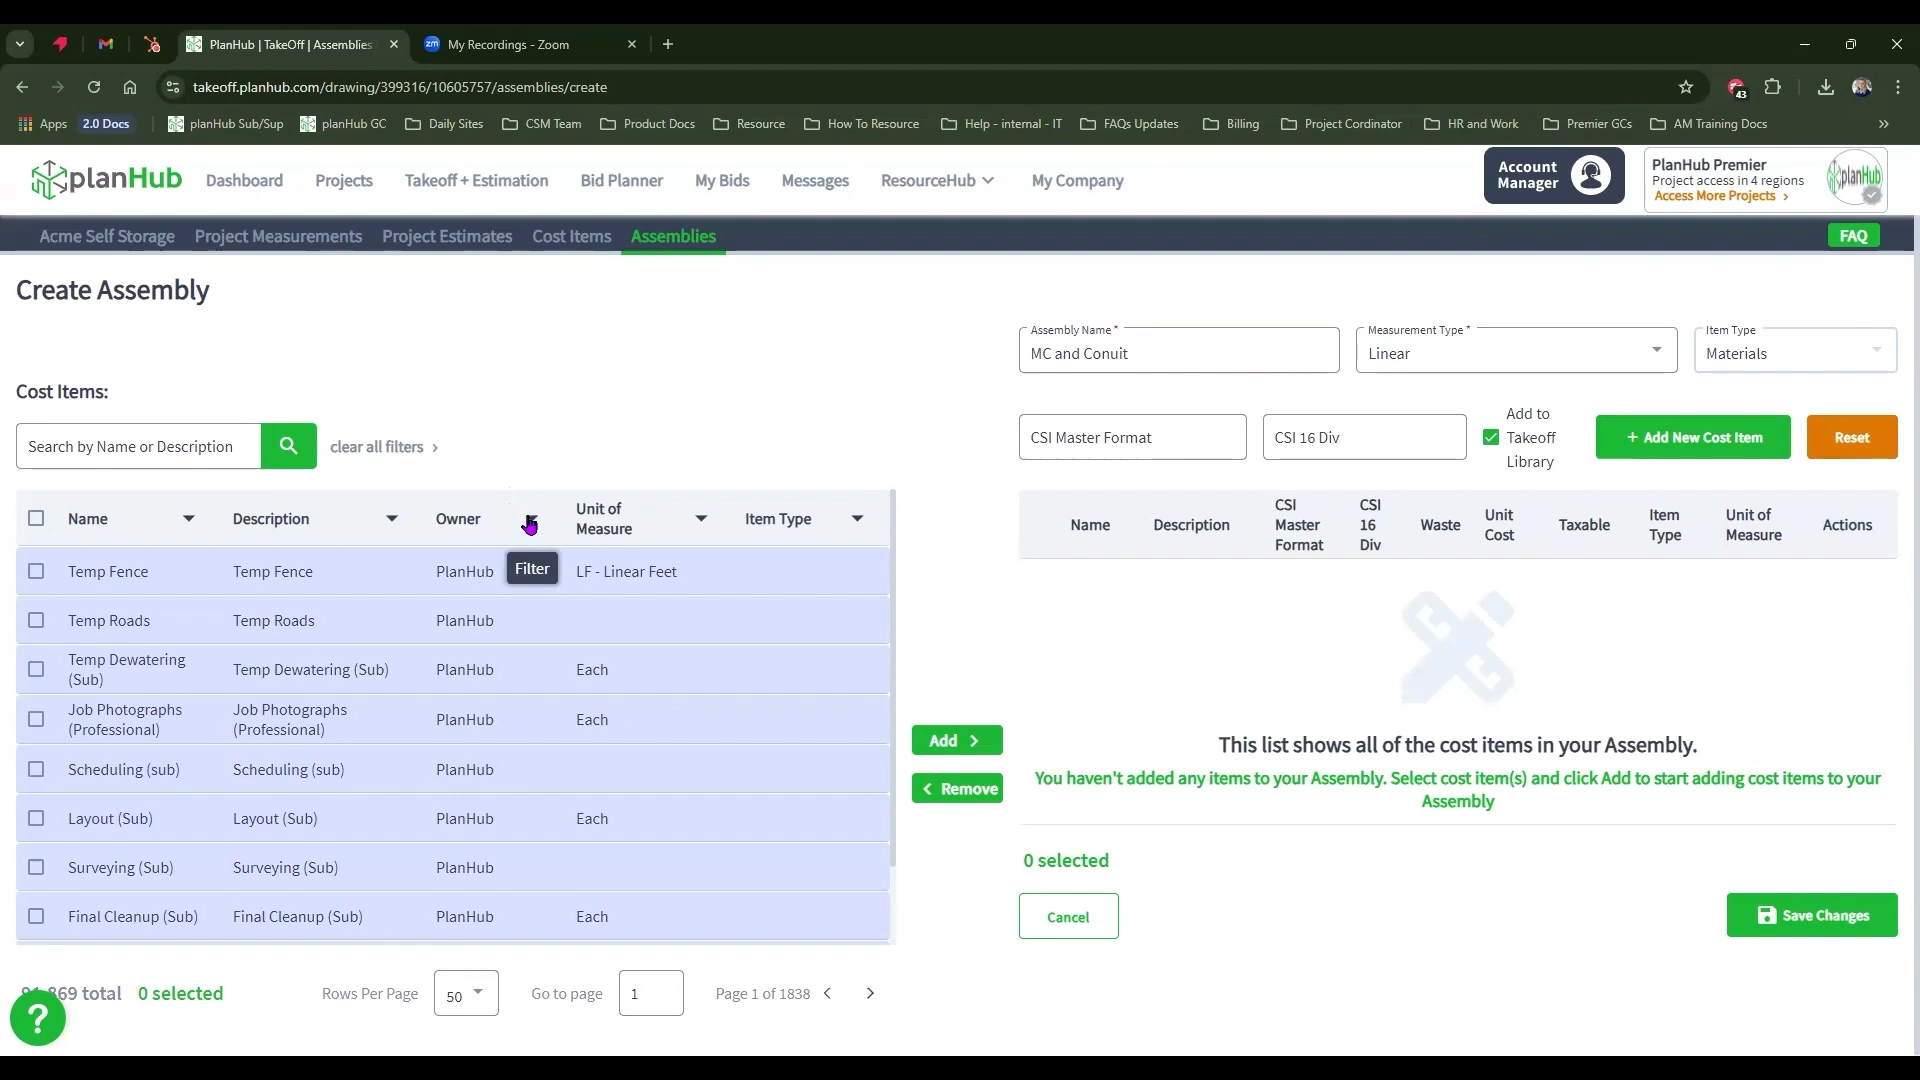 PlanHub | TakeOff | Assemblies
My Recordings - Zoom
takeoff.planhub.com/drawing/399316/10605757/assemblies/create
43
Apps
2.0 Docs
planHub Sub/Sup
planHub GC
Daily Sites
CSM Team
Product Docs
Resource
How To Resource
Help - internal - IT
FAQs Updates
Billing
Project Cordinator
HR and Work
Premier GCs
AM Training Docs
planHub
Dashboard
Projects
Takeoff + Estimation
Bid Planner
My Bids
Messages
ResourceHub
My Company
Account
Manager
PlanHub Premier
Project access in 4 regions
Access More Projects >
planHub
Acme Self Storage
Project Measurements
Project Estimates
Cost Items
Assemblies
FAQ
Create Assembly
Assembly Name *
MC and Conuit
Measurement Type *
Linear
Item Type
Materials
Cost Items:
Search by Name or Description
clear all filters >
CSI Master Format
CSI 16 Div
Add to
Takeoff
Library
+ Add New Cost Item
Reset
Name
Description
Owner
Unit of
Measure
Item Type
Filter
Temp Fence
Temp Fence
PlanHub
LF - Linear Feet
Temp Roads
Temp Roads
PlanHub
Temp Dewatering
(Sub)
Temp Dewatering (Sub)
PlanHub
Each
Job Photographs
(Professional)
Job Photographs
(Professional)
PlanHub
Each
Scheduling (sub)
Scheduling (sub)
PlanHub
Layout (Sub)
Layout (Sub)
PlanHub
Each
Surveying (Sub)
Surveying (Sub)
PlanHub
Final Cleanup (Sub)
Final Cleanup (Sub)
PlanHub
Each
Add >
< Remove
Name
Description
CSI
Master
Format
CSI
16
Div
Waste
Unit
Cost
Taxable
Item
Type
Unit of
Measure
Actions
This list shows all of the cost items in your Assembly.
You haven't added any items to your Assembly. Select cost item(s) and click Add to start adding cost items to your
Assembly
0 selected
Cancel
Save Changes
total
0 selected
Rows Per Page
50
Go to page
1
Page 1 of 1838
?